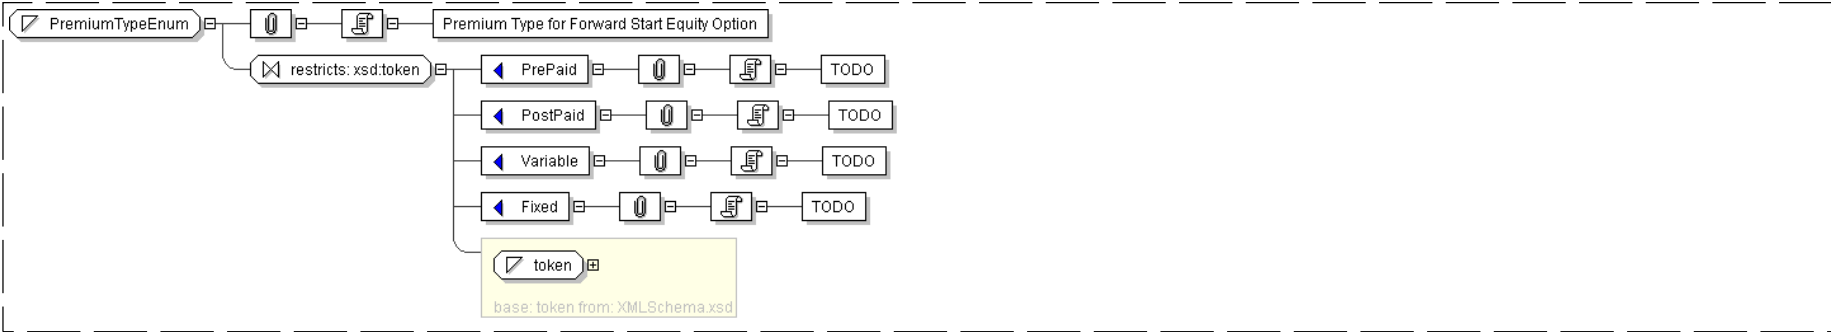 PremiumTypeEnum
Premium Type for Forward Start Equity Option
restricts: xsd:token
PrePaid TODO
PostPaid TODO
Variable TODO
Fixed TODO
token
base: token from: XMLSchema.xsd